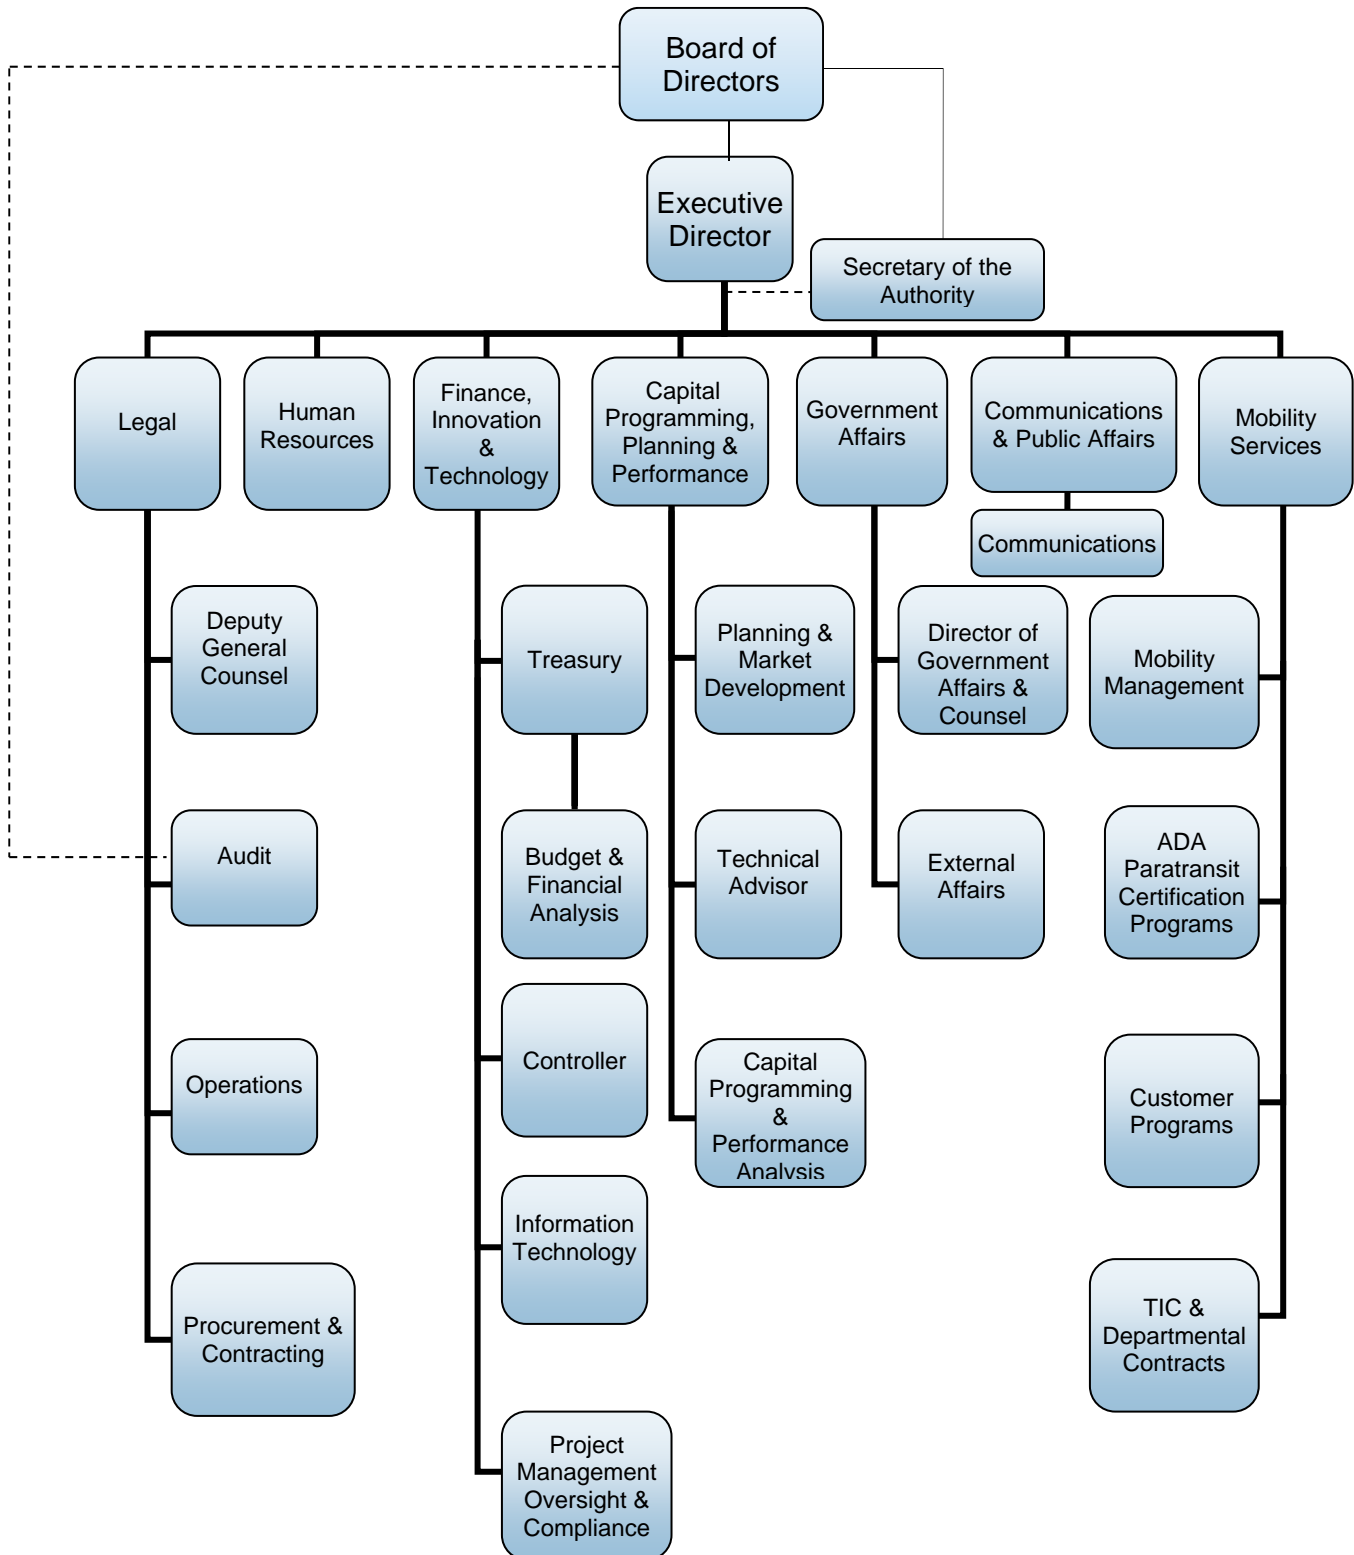 Board of
Directors
Executive
Director
Secretary of the
Authority
Legal
Human
Resources
Finance,
Innovation
&
Technology
Capital
Programming,
Planning &
Performance
Government
Affairs
Communications
& Public Affairs
Mobility
Services
Communications
Deputy
General
Counsel
Treasury
Planning &
Market
Development
Director of
Government
Affairs &
Counsel
Mobility
Management
Audit
Budget &
Financial
Analysis
Technical
Advisor
External
Affairs
ADA
Paratransit
Certification
Programs
Operations
Controller
Capital
Programming
&
Performance
Analysis
Customer
Programs
Information
Technology
Procurement &
Contracting
TIC &
Departmental
Contracts
Project
Management
Oversight &
Compliance